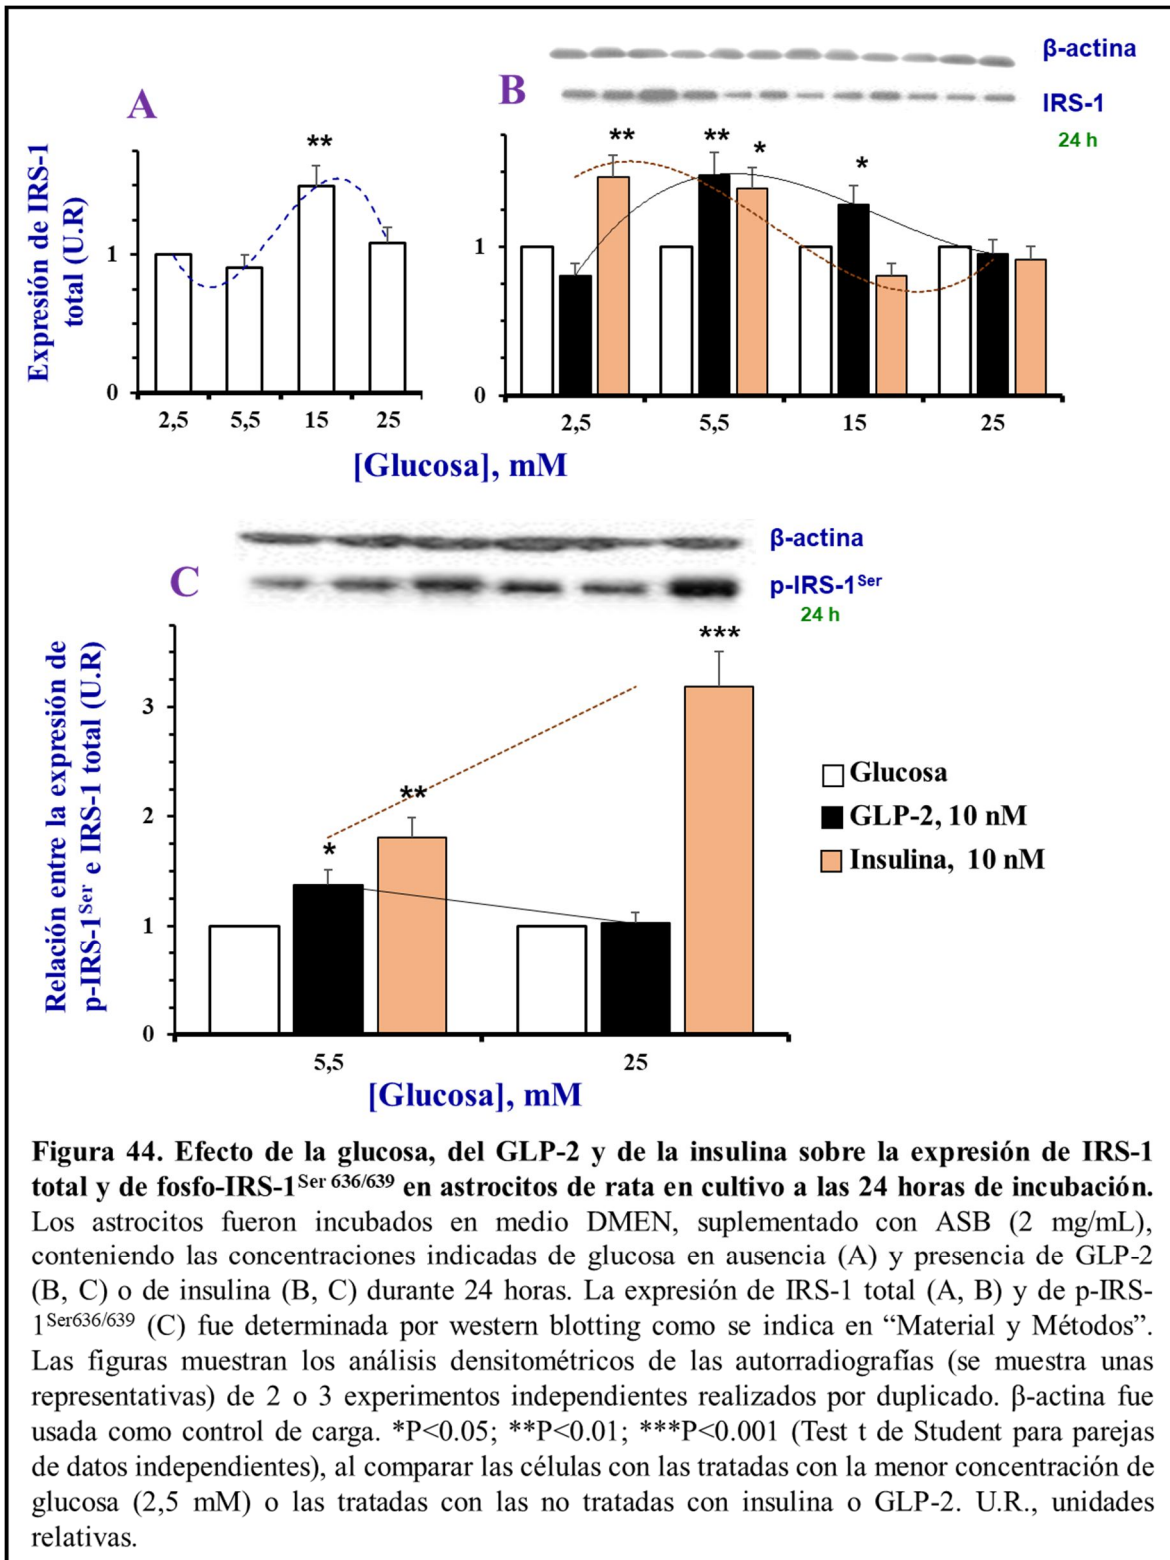 β-actina
A
B
IRS-1
24 h
** ** * *
**
Expresión de IRS-1
total (U.R)
1
0
2,5 5,5 15 25
1
0
2,5 5,5 15 25
[Glucosa], mM
β-actina
C
p-IRS-1Ser
24 h
***
Relación entre la expresión de
p-IRS-1Ser e IRS-1 total (U.R)
3
2
1
0
**
*
Glucosa
GLP-2, 10 nM
Insulina, 10 nM
5,5 25
[Glucosa], mM
Figura 44. Efecto de la glucosa, del GLP-2 y de la insulina sobre la expresión de IRS-1
total y de fosfo-IRS-1Ser 636/639 en astrocitos de rata en cultivo a las 24 horas de incubación.
Los astrocitos fueron incubados en medio DMEN, suplementado con ASB (2 mg/mL),
conteniendo las concentraciones indicadas de glucosa en ausencia (A) y presencia de GLP-2
(B, C) o de insulina (B, C) durante 24 horas. La expresión de IRS-1 total (A, B) y de p-IRS-
1Ser636/639 (C) fue determinada por western blotting como se indica en “Material y Métodos”.
Las figuras muestran los análisis densitométricos de las autorradiografías (se muestra unas
representativas) de 2 o 3 experimentos independientes realizados por duplicado. β-actina fue
usada como control de carga. *P<0.05; **P<0.01; ***P<0.001 (Test t de Student para parejas
de datos independientes), al comparar las células con las tratadas con la menor concentración de
glucosa (2,5 mM) o las tratadas con las no tratadas con insulina o GLP-2. U.R., unidades
relativas.